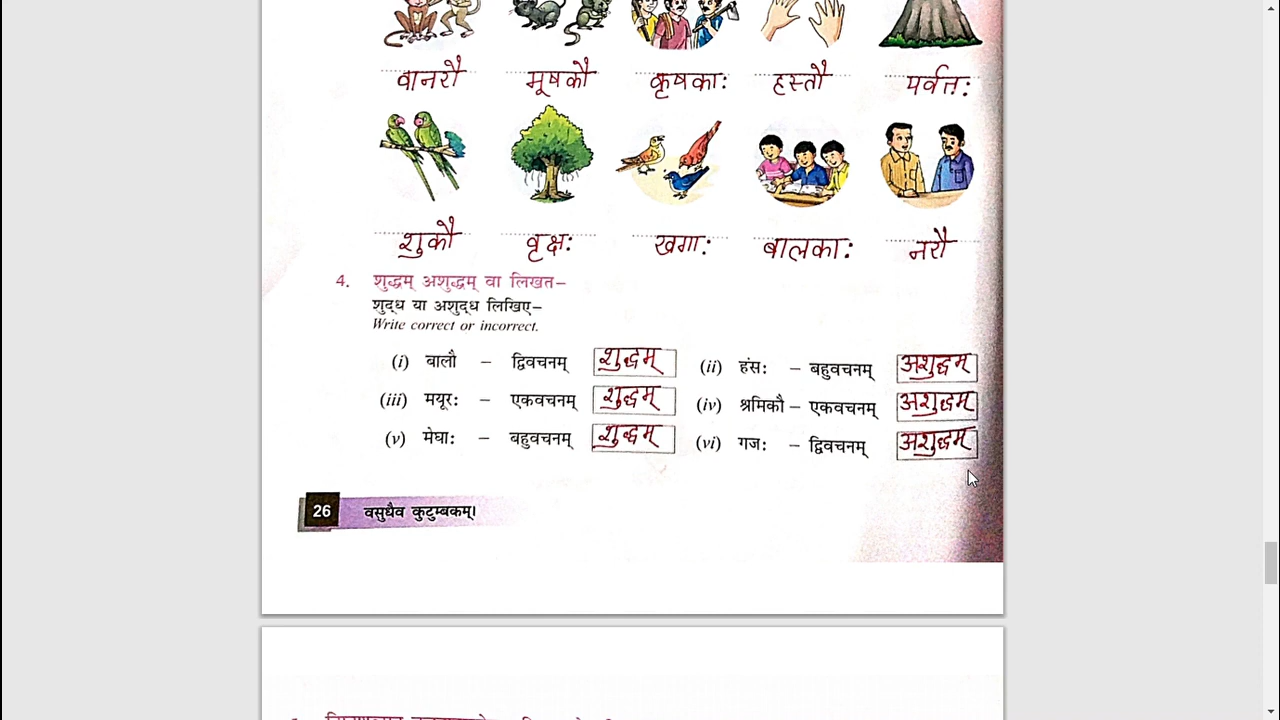 वानरौ मूषकौ कृषकाः हस्तौ पर्वतः
शुकौ वृक्षः खगाः बालकाः नरौ
4. शुद्धम् अशुद्धम् वा लिखत–
शुद्ध या अशुद्ध लिखिए–
Write correct or incorrect.
(i) बालौ – द्विवचनम् शुद्धम् (ii) हंसः – बहुवचनम् अशुद्धम्
(iii) मयूरः – एकवचनम् शुद्धम् (iv) श्रमिकौ – एकवचनम् अशुद्धम्
(v) मेघाः – बहुवचनम् शुद्धम् (vi) गजः – द्विवचनम् अशुद्धम्
26 वसुधैव कुटुम्बकम्।